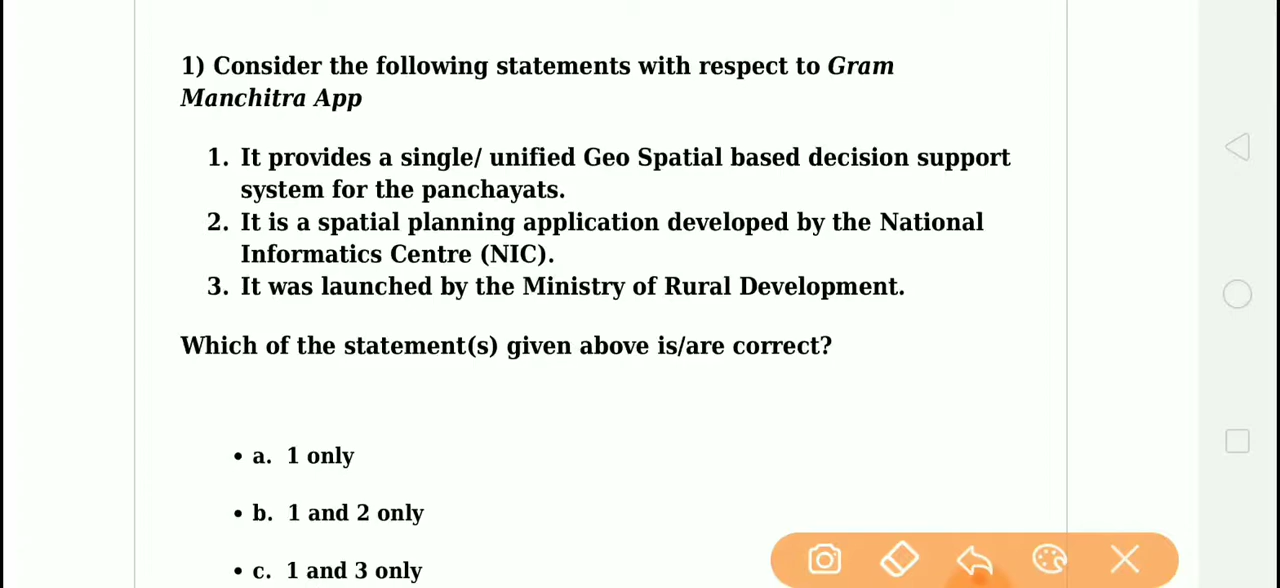 1) Consider the following statements with respect to Gram
Manchitra App
1. It provides a single/ unified Geo Spatial based decision support
system for the panchayats.
2. It is a spatial planning application developed by the National
Informatics Centre (NIC).
3. It was launched by the Ministry of Rural Development.
Which of the statement(s) given above is/are correct?
• a. 1 only
• b. 1 and 2 only
• c. 1 and 3 only